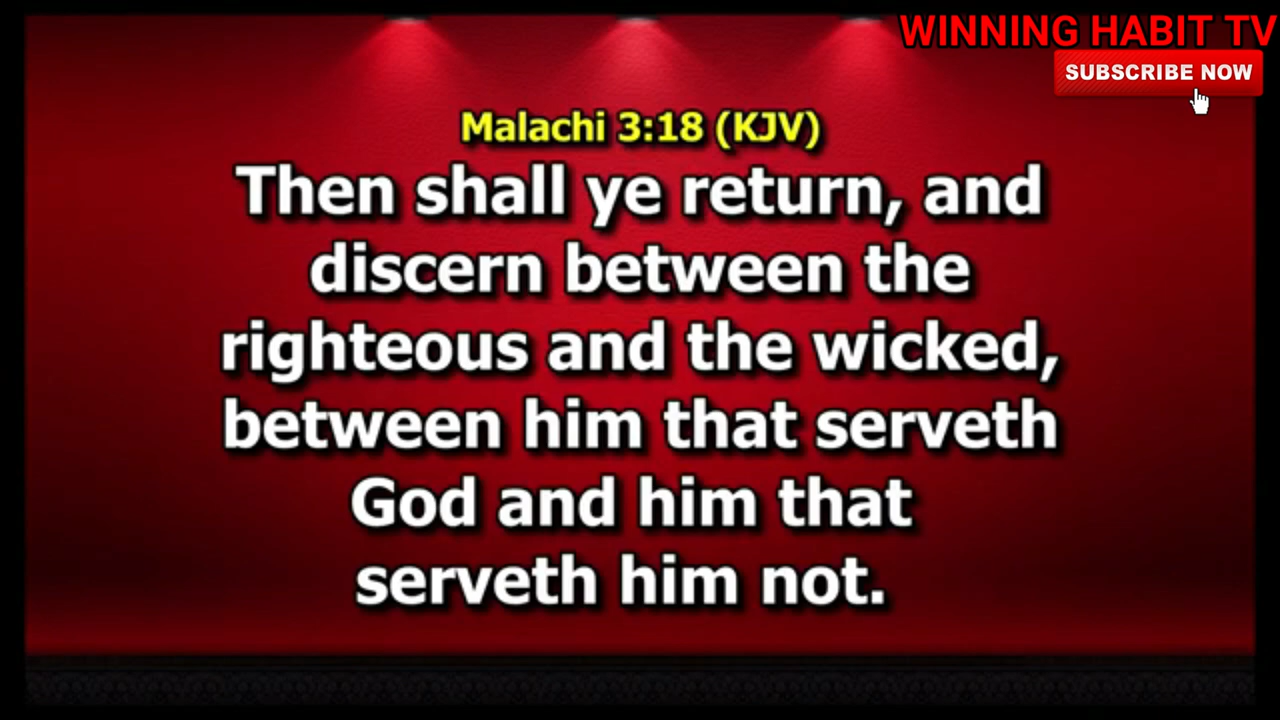 WINNING HABIT TV
SUBSCRIBE NOW
Malachi 3:18 (KJV)
Then shall ye return, and
discern between the
righteous and the wicked,
between him that serveth
God and him that
serveth him not.